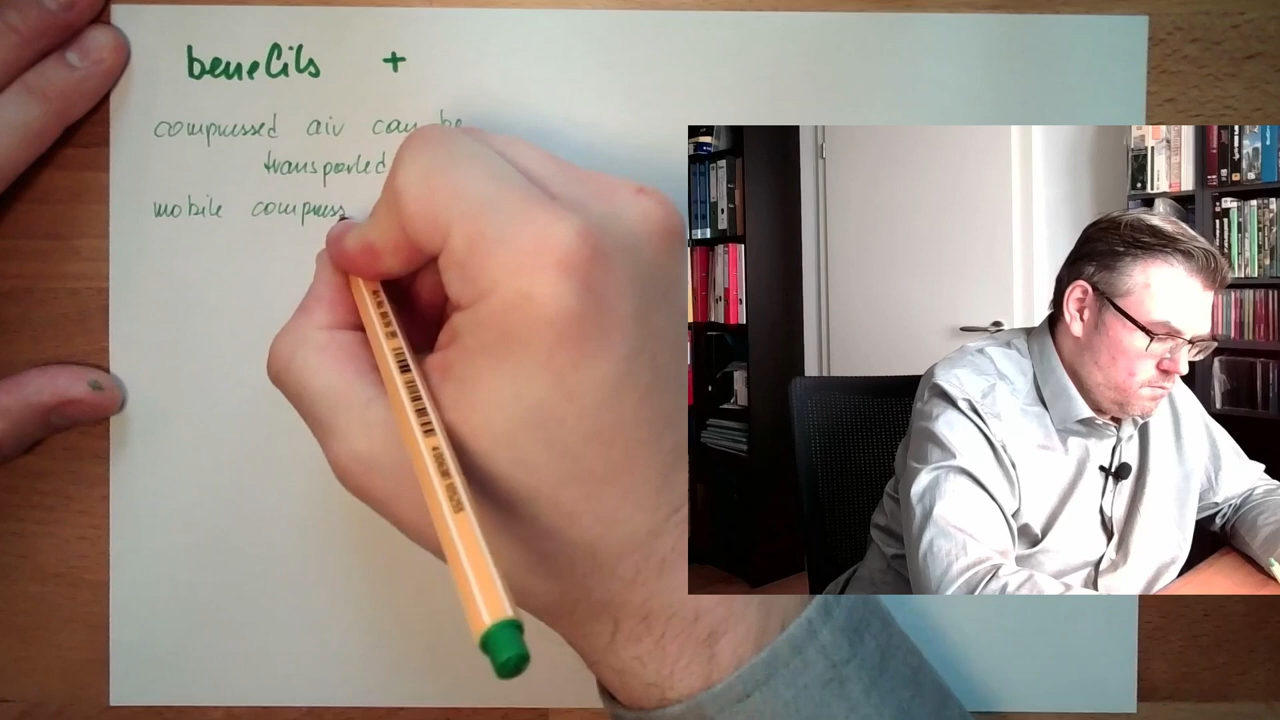 benefits +
compressed air can be
transported
mobile compress